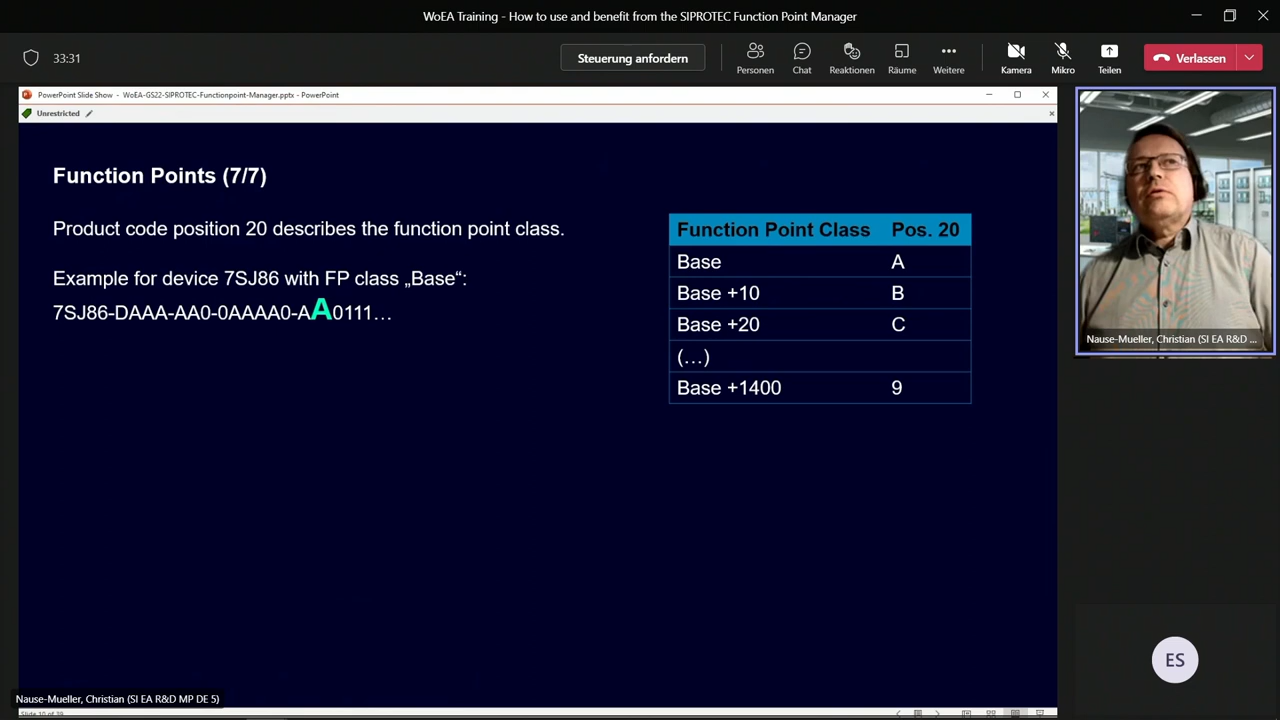 WoEA Training - How to use and benefit from the SIPROTEC Function Point Manager
33:31
Steuerung anfordern
Personen
Chat
Reaktionen
Räume
Weitere
Kamera
Mikro
Teilen
Verlassen
PowerPoint Slide Show - WoEA-GS22-SIPROTEC-Functionpoint-Manager.pptx - PowerPoint
Unrestricted
Function Points (7/7)
Product code position 20 describes the function point class.
Example for device 7SJ86 with FP class „Base“:
7SJ86-DAAA-AA0-0AAAA0-AA0111…
Function Point Class Pos. 20
Base A
Base +10 B
Base +20 C
(…)
Base +1400 9
Nause-Mueller, Christian (SI EA R&D ...
ES
Nause-Mueller, Christian (SI EA R&D MP DE 5)